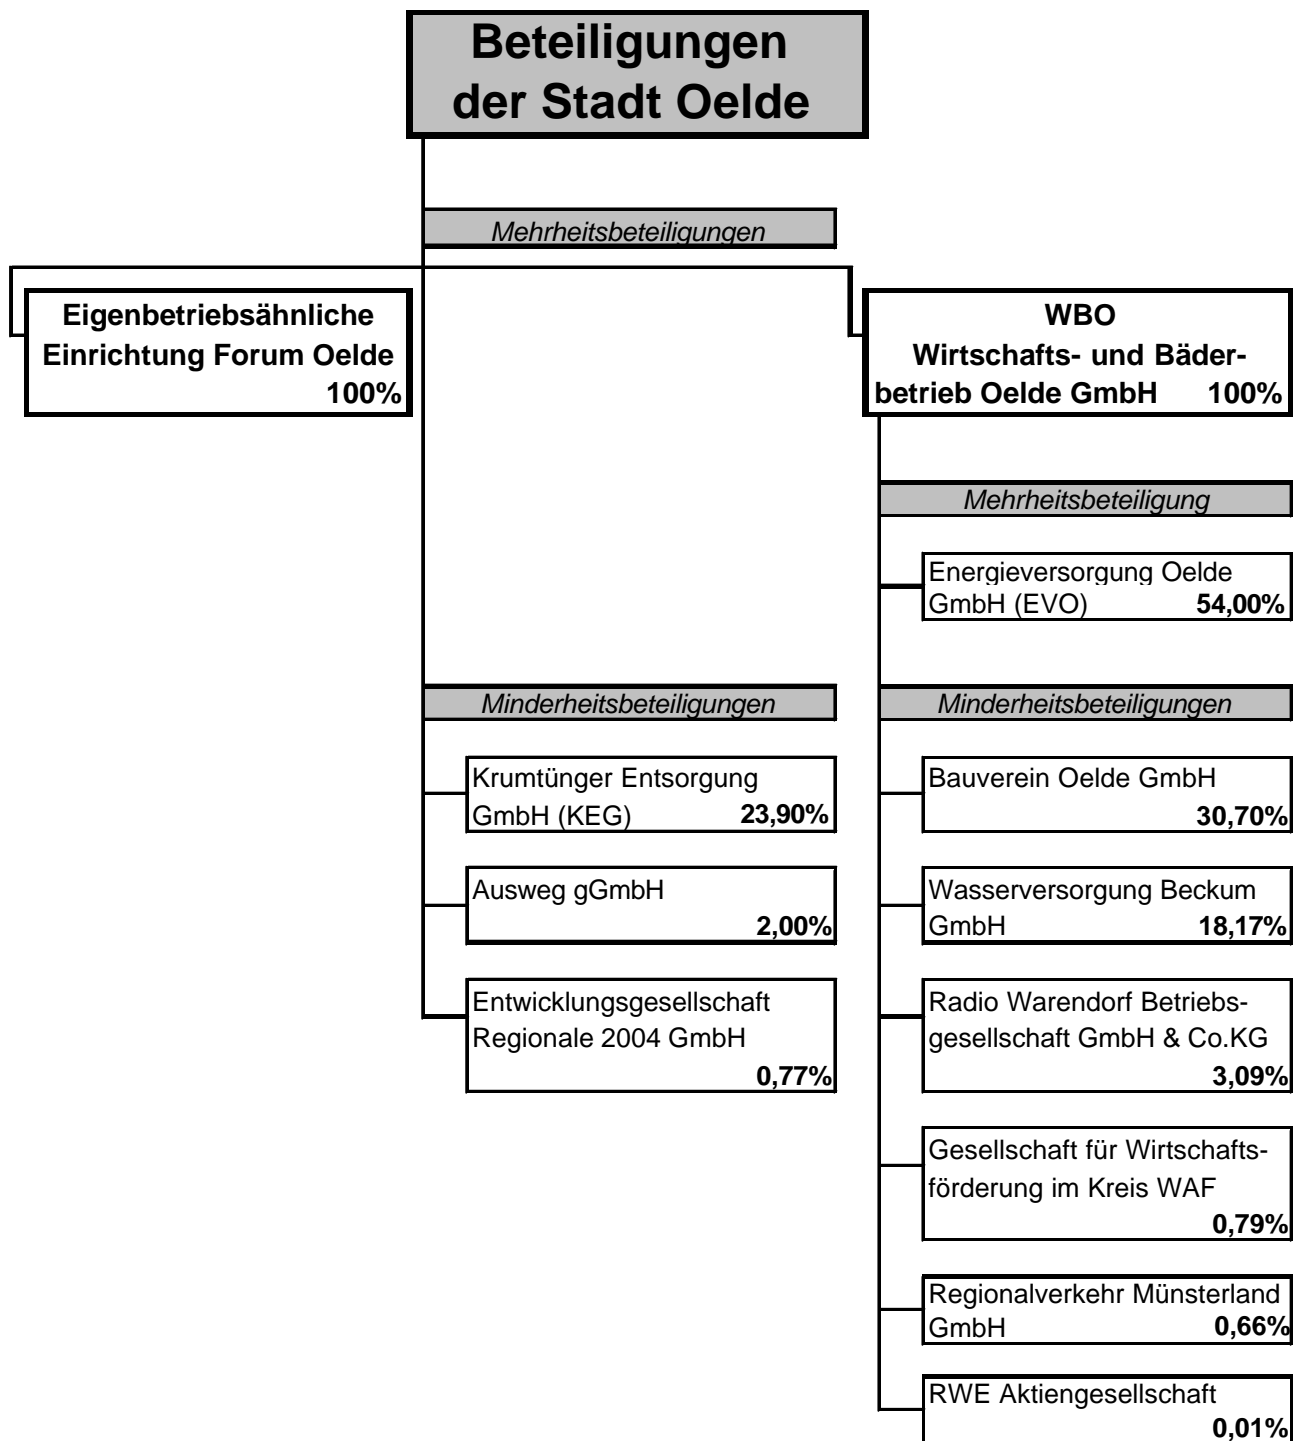 Beteiligungen
der Stadt Oelde
Mehrheitsbeteiligungen
Eigenbetriebsähnliche
Einrichtung Forum Oelde
100%
WBO
Wirtschafts- und Bäder-
betrieb Oelde GmbH 100%
Mehrheitsbeteiligung
Energieversorgung Oelde
GmbH (EVO) 54,00%
Minderheitsbeteiligungen
Krumtünger Entsorgung
GmbH (KEG) 23,90%
Ausweg gGmbH
2,00%
Entwicklungsgesellschaft
Regionale 2004 GmbH
0,77%
Minderheitsbeteiligungen
Bauverein Oelde GmbH
30,70%
Wasserversorgung Beckum
GmbH 18,17%
Radio Warendorf Betriebs-
gesellschaft GmbH & Co.KG
3,09%
Gesellschaft für Wirtschafts-
förderung im Kreis WAF
0,79%
Regionalverkehr Münsterland
GmbH 0,66%
RWE Aktiengesellschaft
0,01%